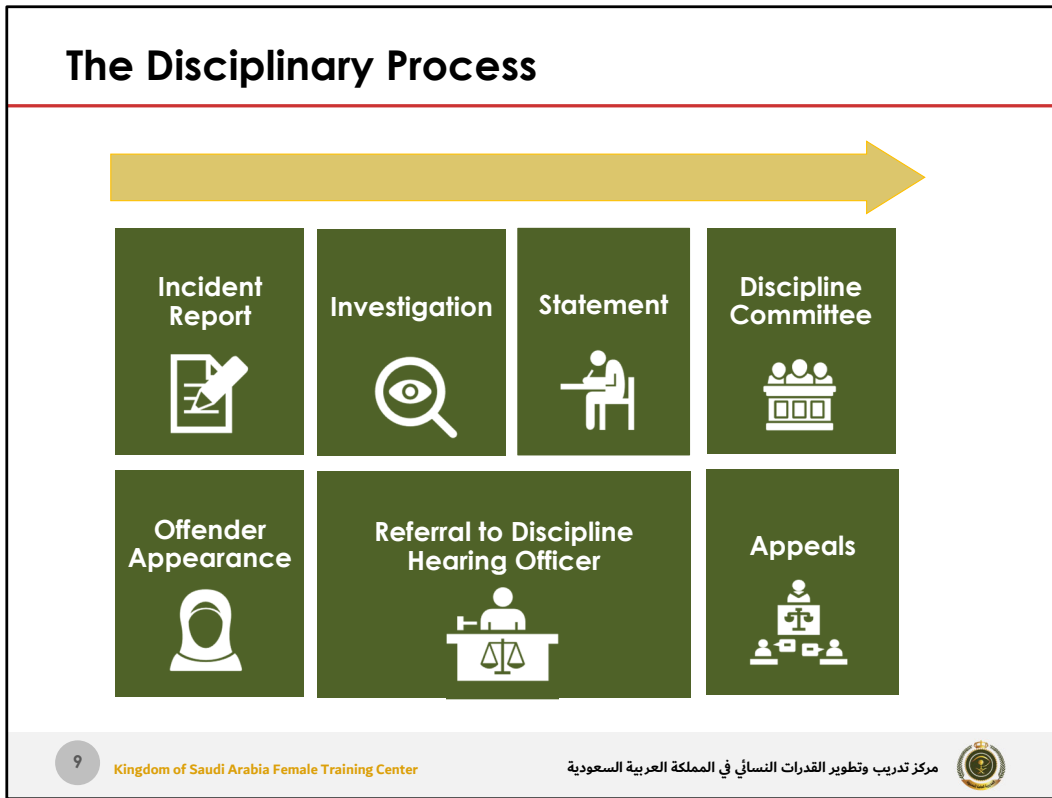 The Disciplinary Process
Incident
Report
Investigation
Statement
Discipline
Committee
Offender
Appearance
Referral to Discipline
Hearing Officer
Appeals
9
Kingdom of Saudi Arabia Female Training Center
مركز تدريب وتطوير القدرات النسائي في المملكة العربية السعودية